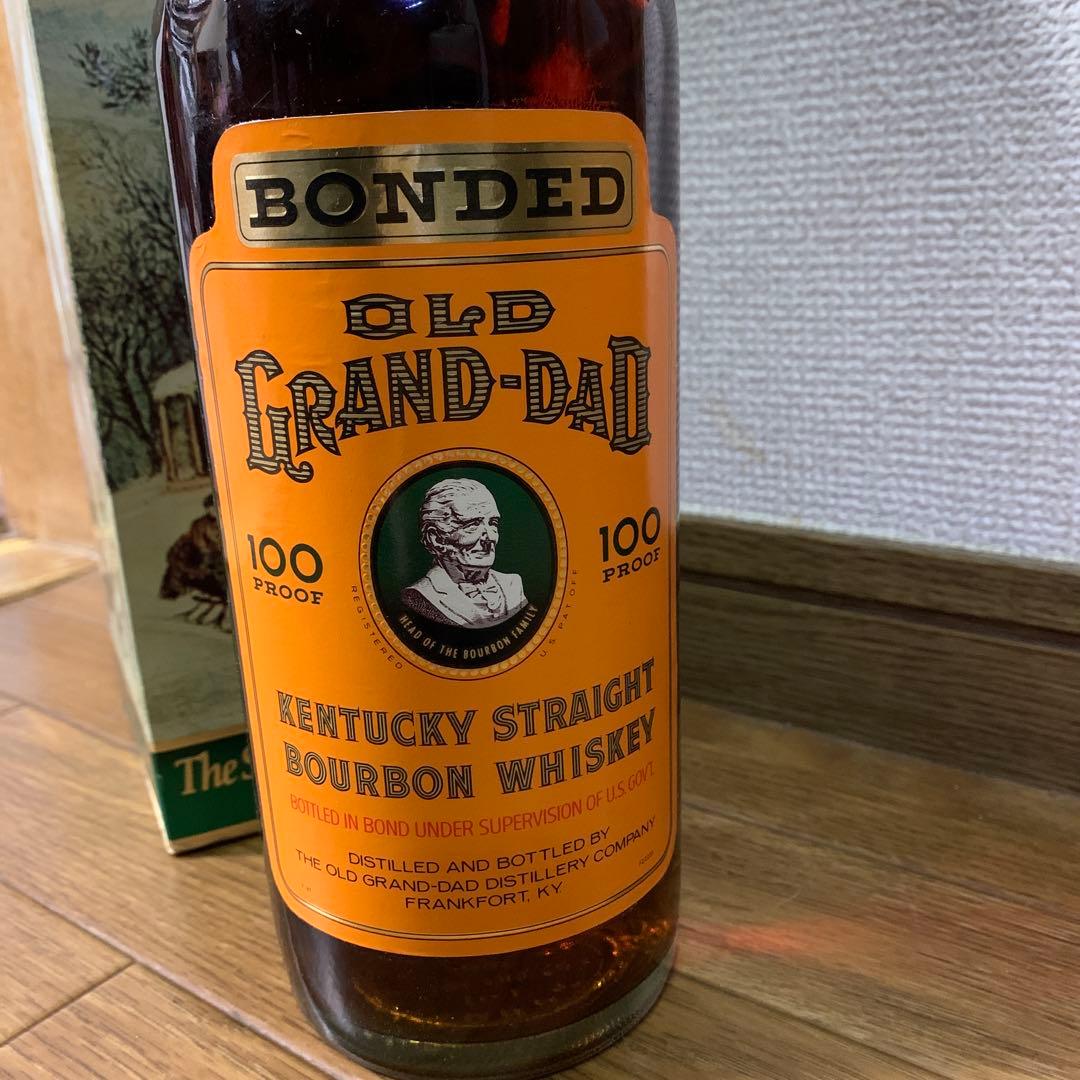 BONDED
OLD
GRAND-DAD
100
PROOF
100
PROOF
HEAD OF THE BOURBON FAMILY
REGISTERED
U.S. PAT OFF
KENTUCKY STRAIGHT
BOURBON WHISKEY
BOTTLED IN BOND UNDER SUPERVISION OF U.S. GOV'T.
DISTILLED AND BOTTLED BY
THE OLD GRAND-DAD DISTILLERY COMPANY
FRANKFORT, KY.
The